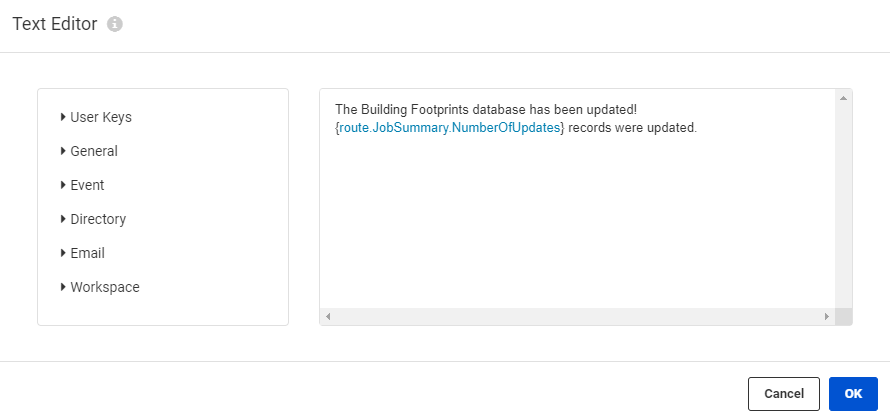 Text Editor
User Keys
General
Event
Directory
Email
Workspace
The Building Footprints database has been updated!
{route.JobSummary.NumberOfUpdates} records were updated.
Cancel
OK